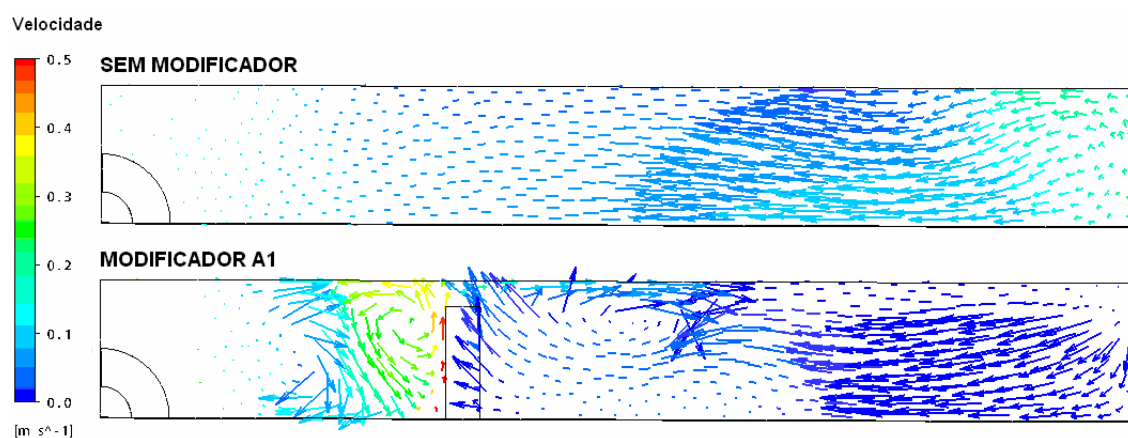 Velocidade
0.5
SEM MODIFICADOR
0.4
0.3
MODIFICADOR A1
0.2
0.1
0.0
[m s^-1]